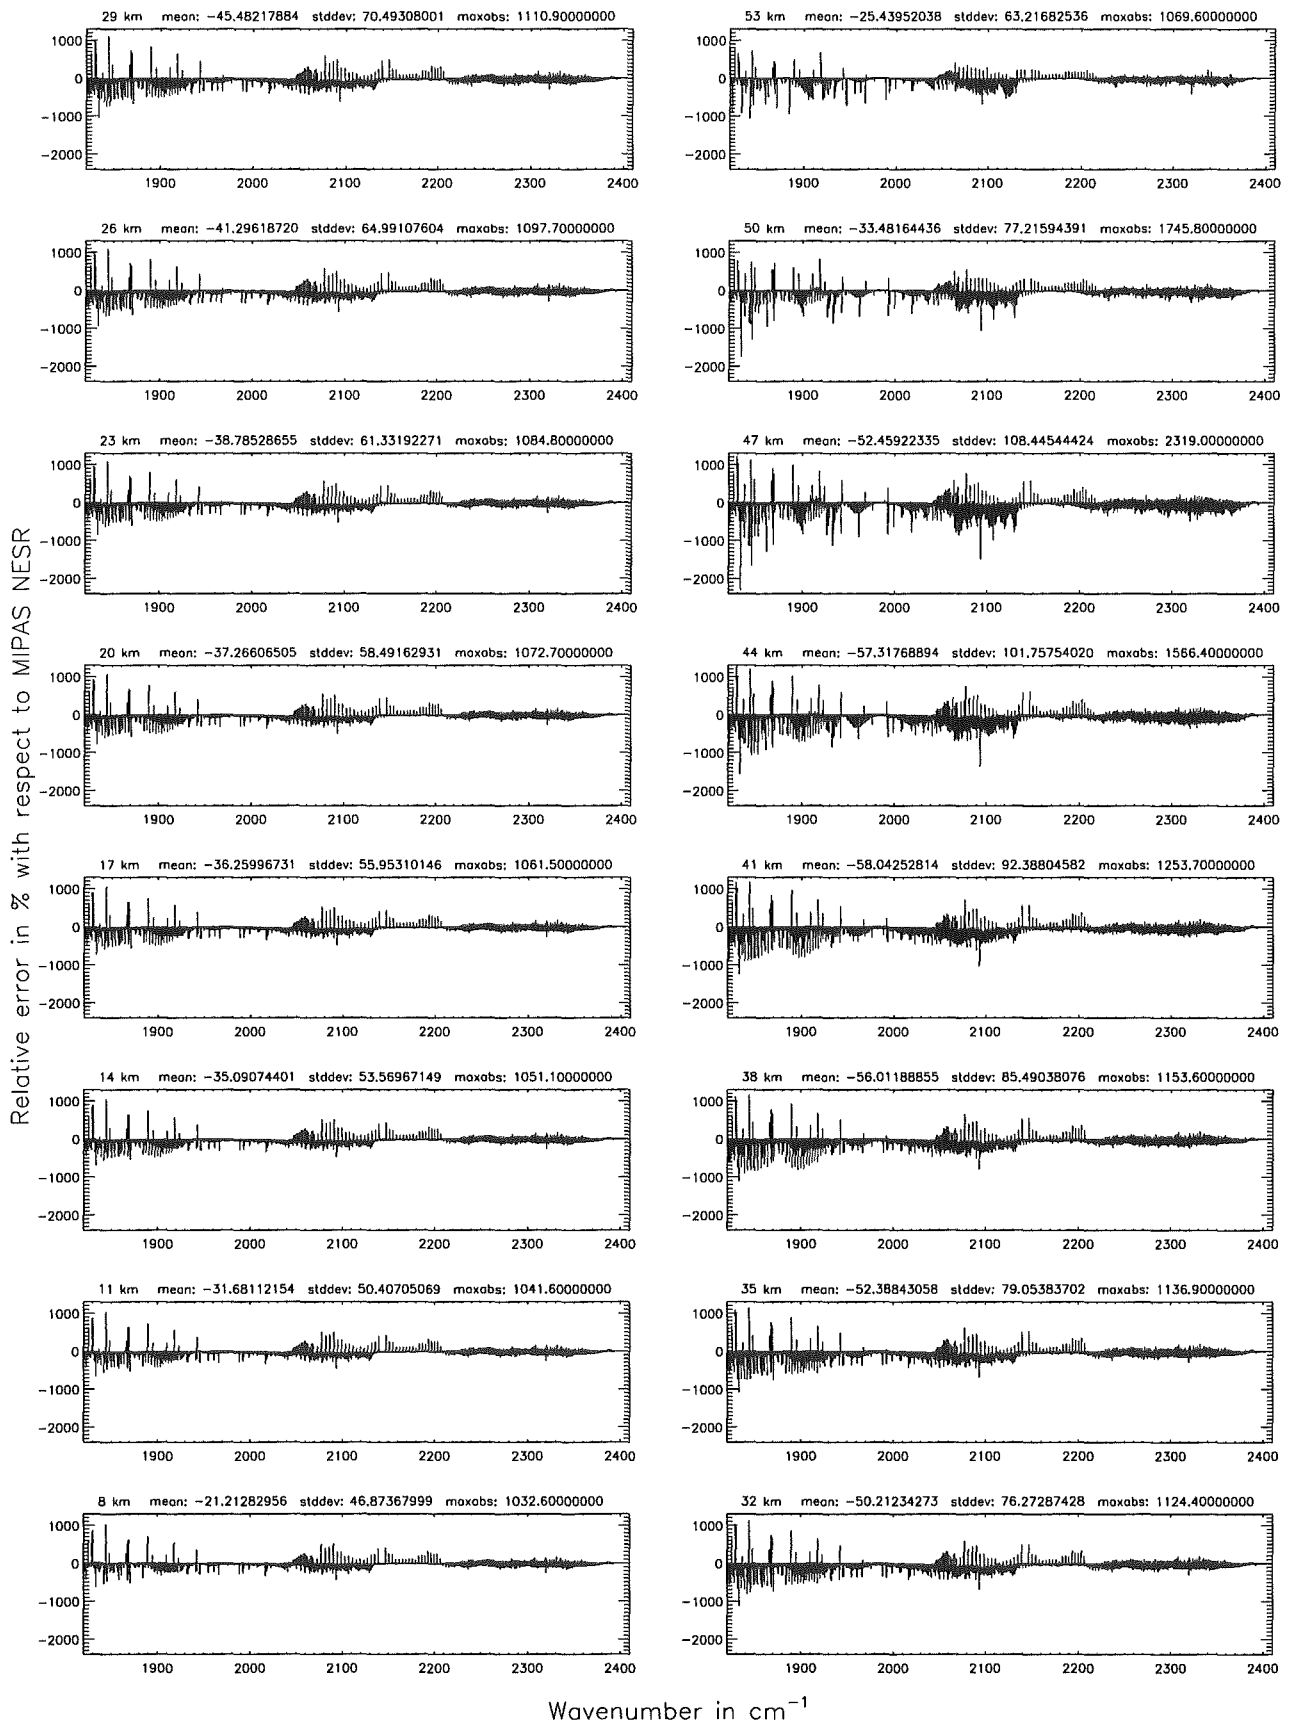 Relative error in % with respect to MIPAS NESR
29 km mean: −45.48217884 stddev: 70.49308001 maxabs: 1110.90000000
1000
0
−1000
−2000
1900 2000 2100 2200 2300 2400
53 km mean: −25.43952038 stddev: 63.21682536 maxabs: 1069.60000000
1000
0
−1000
−2000
1900 2000 2100 2200 2300 2400
26 km mean: −41.29618720 stddev: 64.99107604 maxabs: 1097.70000000
1000
0
−1000
−2000
1900 2000 2100 2200 2300 2400
50 km mean: −33.48164436 stddev: 77.21594391 maxabs: 1745.80000000
1000
0
−1000
−2000
1900 2000 2100 2200 2300 2400
23 km mean: −38.78528655 stddev: 61.33192271 maxabs: 1084.80000000
1000
0
−1000
−2000
1900 2000 2100 2200 2300 2400
47 km mean: −52.45922335 stddev: 108.44544424 maxabs: 2319.00000000
1000
0
−1000
−2000
1900 2000 2100 2200 2300 2400
20 km mean: −37.26606505 stddev: 58.49162931 maxabs: 1072.70000000
1000
0
−1000
−2000
1900 2000 2100 2200 2300 2400
44 km mean: −57.31768894 stddev: 101.75754020 maxabs: 1566.40000000
1000
0
−1000
−2000
1900 2000 2100 2200 2300 2400
17 km mean: −36.25996731 stddev: 55.95310146 maxabs: 1061.50000000
1000
0
−1000
−2000
1900 2000 2100 2200 2300 2400
41 km mean: −58.04252814 stddev: 92.38804582 maxabs: 1253.70000000
1000
0
−1000
−2000
1900 2000 2100 2200 2300 2400
14 km mean: −35.09074401 stddev: 53.56967149 maxabs: 1051.10000000
1000
0
−1000
−2000
1900 2000 2100 2200 2300 2400
38 km mean: −56.01188855 stddev: 85.49038076 maxabs: 1153.60000000
1000
0
−1000
−2000
1900 2000 2100 2200 2300 2400
11 km mean: −31.68112154 stddev: 50.40705069 maxabs: 1041.60000000
1000
0
−1000
−2000
1900 2000 2100 2200 2300 2400
35 km mean: −52.38843058 stddev: 79.05383702 maxabs: 1136.90000000
1000
0
−1000
−2000
1900 2000 2100 2200 2300 2400
8 km mean: −21.21282956 stddev: 46.87367999 maxabs: 1032.60000000
1000
0
−1000
−2000
1900 2000 2100 2200 2300 2400
32 km mean: −50.21234273 stddev: 76.27287428 maxabs: 1124.40000000
1000
0
−1000
−2000
1900 2000 2100 2200 2300 2400
Wavenumber in cm⁻¹